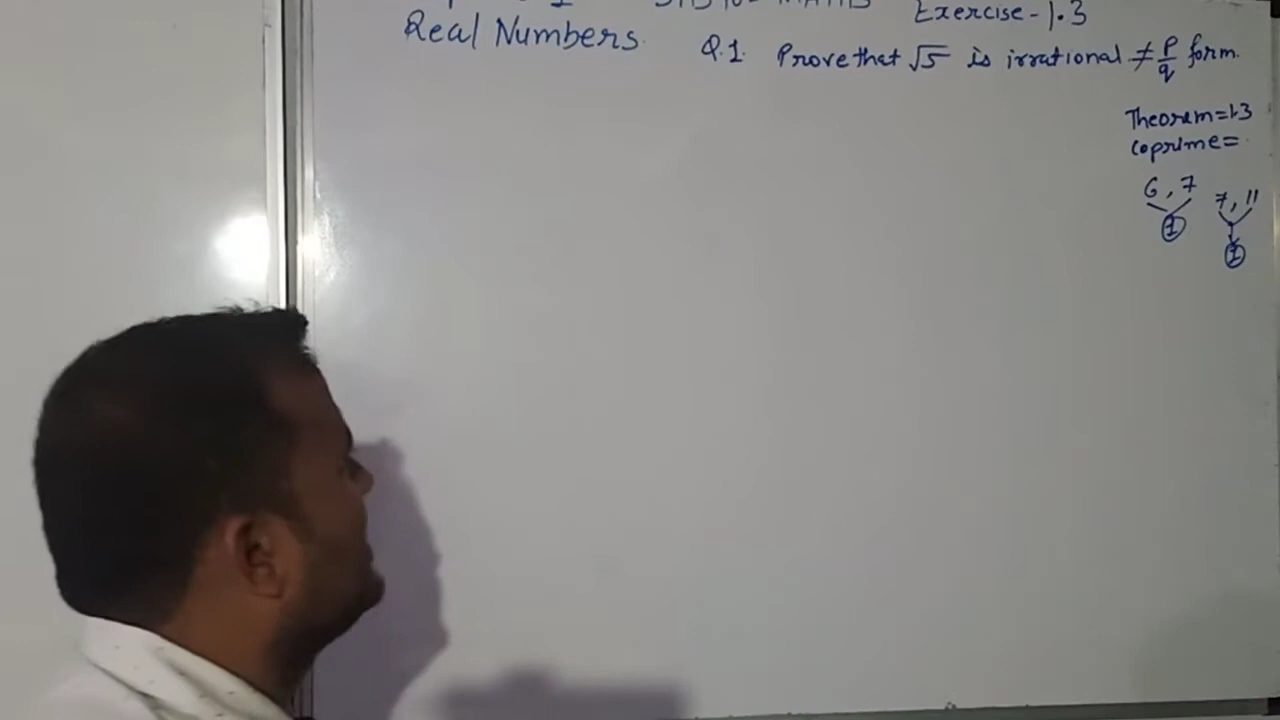 Exercise-1.3
Real Numbers.
Q.1. Prove that √5 is irrational ≠ p/q form.
Theorem=1.3
Coprime=
6, 7
7, 11
1
1